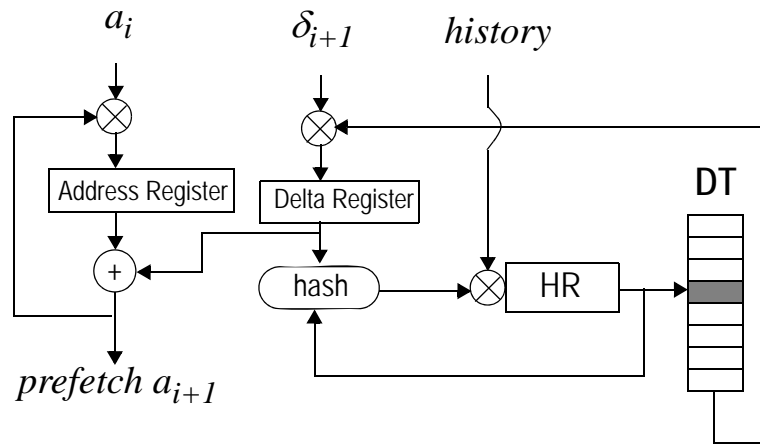 a_i
δ_{i+1}
history
DT
Address Register
Delta Register
+
hash
HR
prefetch a_{i+1}